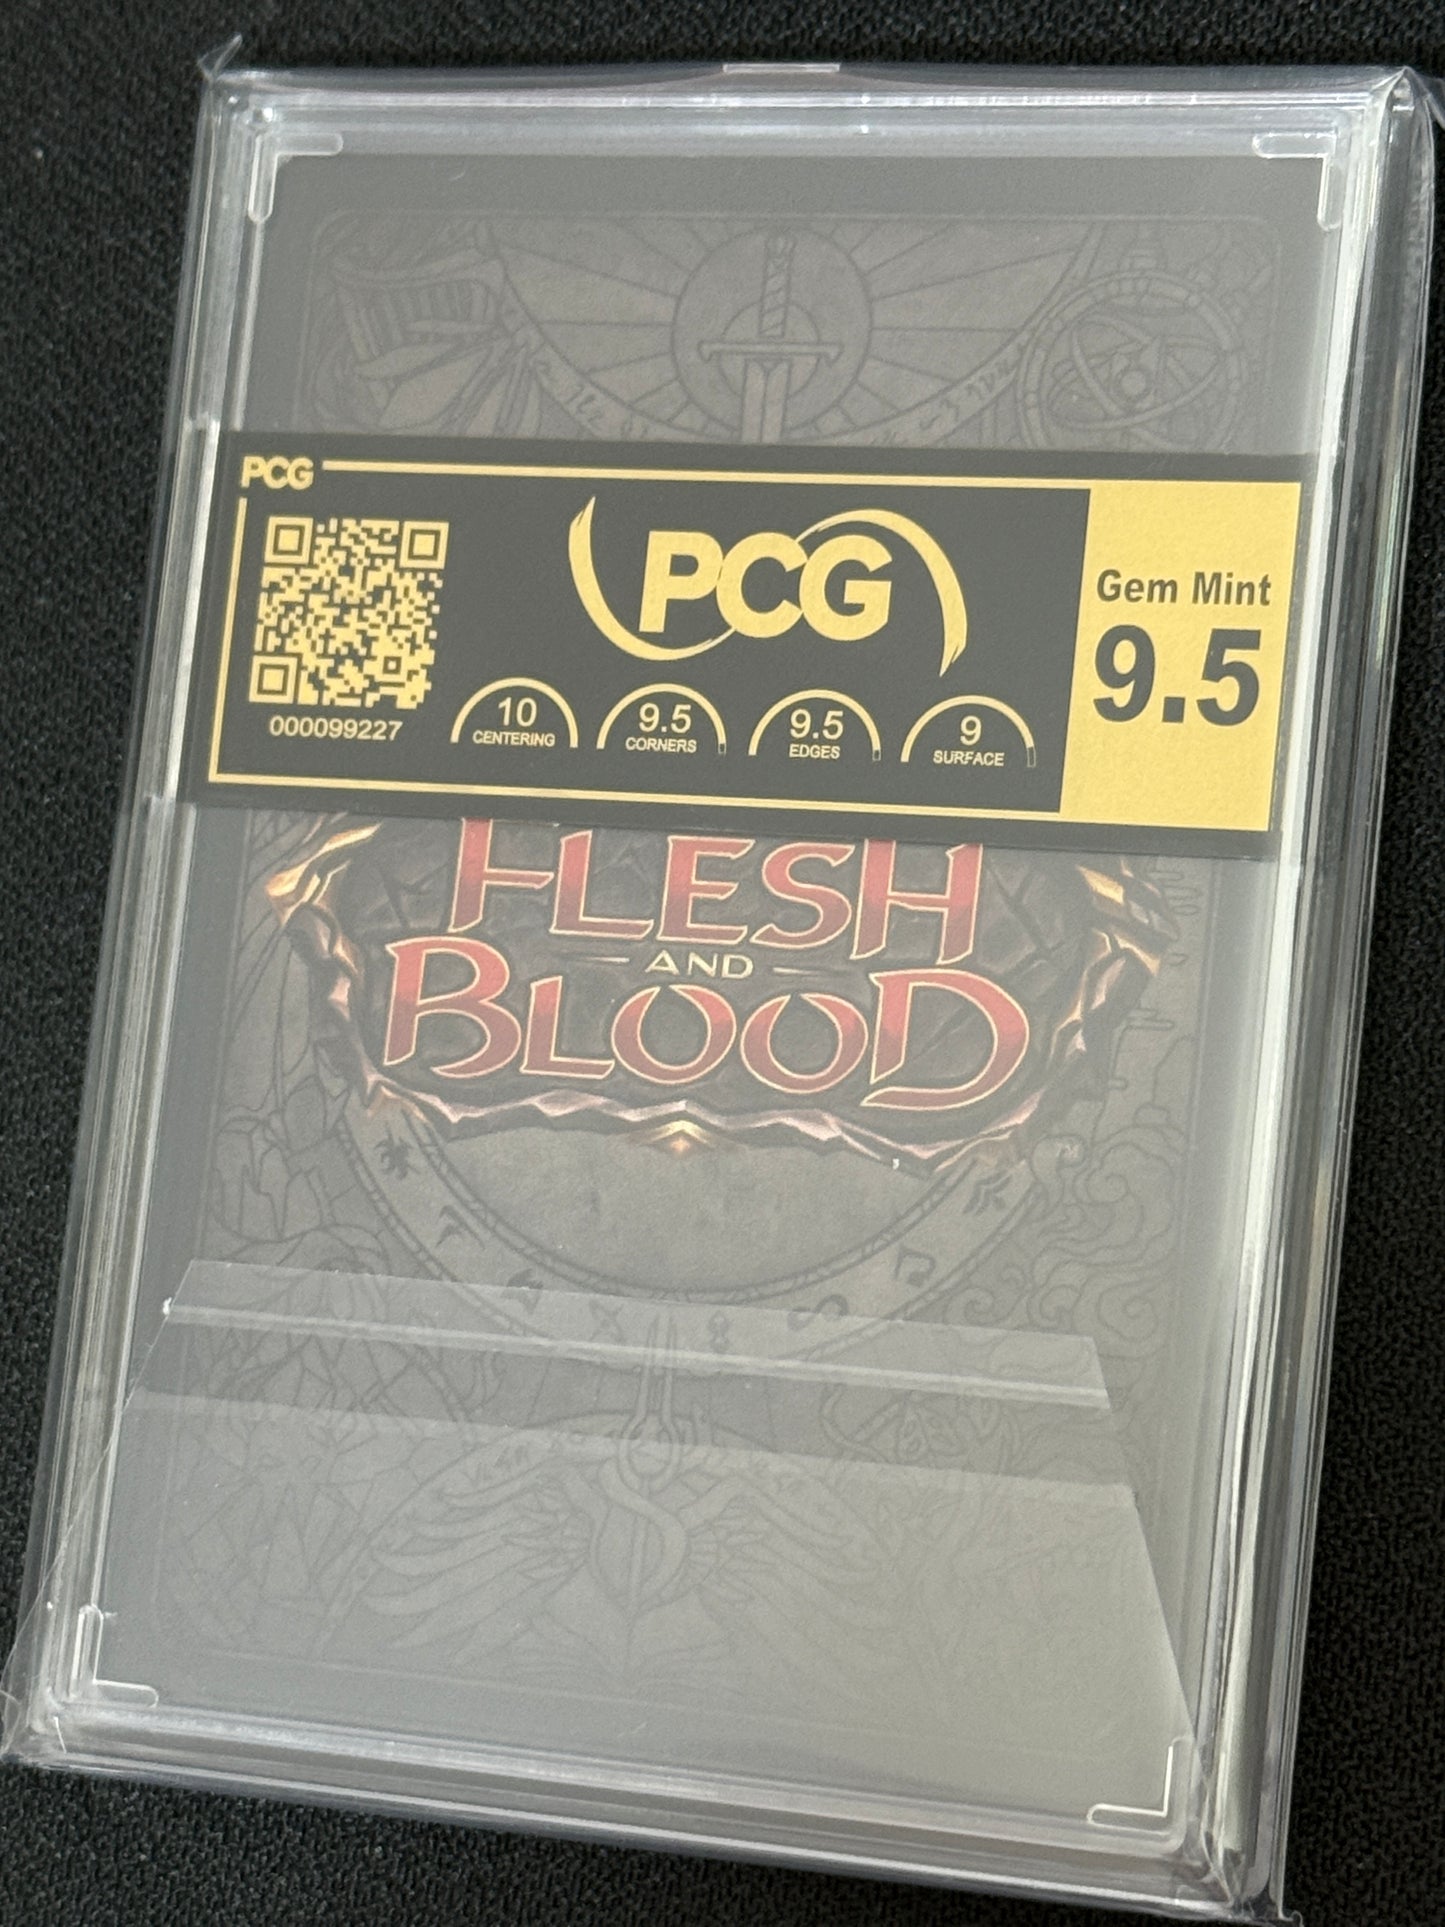 PCG
PCG
Gem Mint
9.5
000099227
10
CENTERING
9.5
CORNERS
9.5
EDGES
9
SURFACE
FLESH
AND
BLOOD
TM